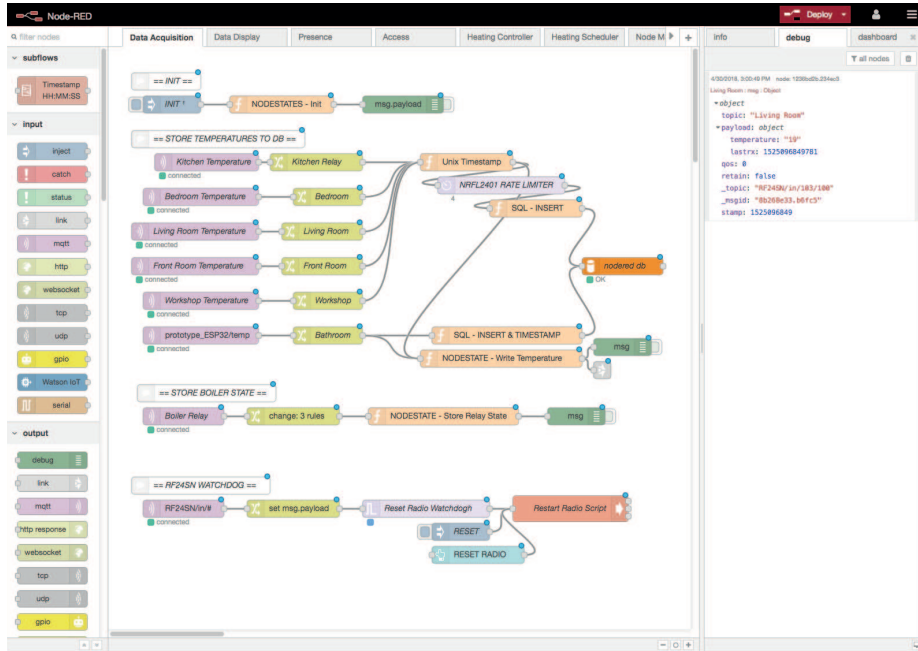 Node-RED
Deploy
filter nodes
Data Acquisition
Data Display
Presence
Access
Heating Controller
Heating Scheduler
Node M
info
debug
dashboard
all nodes
subflows
Timestamp
HH:MM:SS
input
inject
catch
status
link
mqtt
http
websocket
tcp
udp
gpio
Watson IoT
serial
output
debug
link
mqtt
http response
websocket
tcp
udp
gpio
== INIT ==
INIT ¹
NODESTATES - Init
msg.payload
== STORE TEMPERATURES TO DB ==
Kitchen Temperature
Kitchen Relay
Unix Timestamp
connected
NRFL2401 RATE LIMITER
4
Bedroom Temperature
Bedroom
SQL - INSERT
connected
Living Room Temperature
Living Room
connected
Front Room Temperature
Front Room
nodered db
connected
OK
Workshop Temperature
Workshop
connected
prototype_ESP32/temp
Bathroom
SQL - INSERT & TIMESTAMP
connected
msg
NODESTATE - Write Temperature
== STORE BOILER STATE ==
Boiler Relay
change: 3 rules
NODESTATE - Store Relay State
msg
connected
== RF24SN WATCHDOG ==
RF24SN/in/#
set msg.payload
Reset Radio Watchdogh
Restart Radio Script
connected
RESET
RESET RADIO
Living Room : msg : Object
object
topic: "Living Room"
payload: object
temperature: "19"
lastrx: 1525096849781
qos: 0
retain: false
_topic: "RF24SN/in/103/100"
_msgid: "8b268e33.b6fc5"
stamp: 1525096849